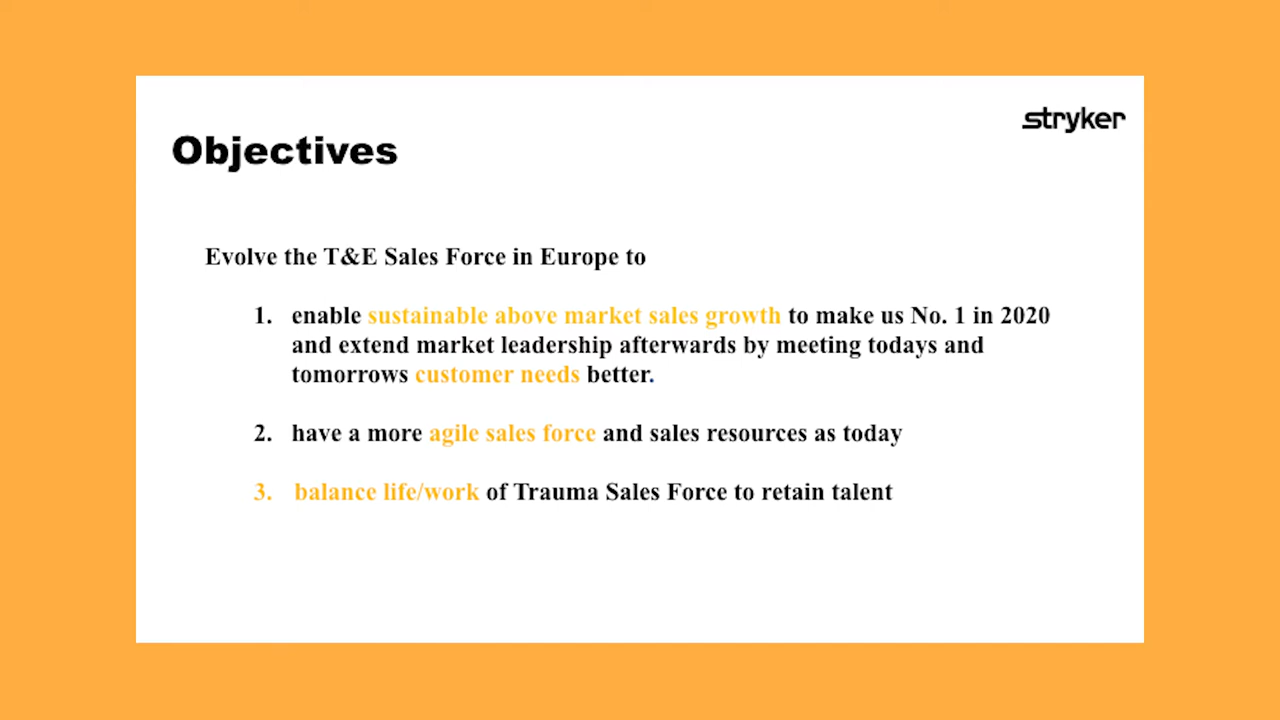 stryker
Objectives
Evolve the T&E Sales Force in Europe to
1. enable sustainable above market sales growth to make us No. 1 in 2020
and extend market leadership afterwards by meeting todays and
tomorrows customer needs better.
2. have a more agile sales force and sales resources as today
3. balance life/work of Trauma Sales Force to retain talent